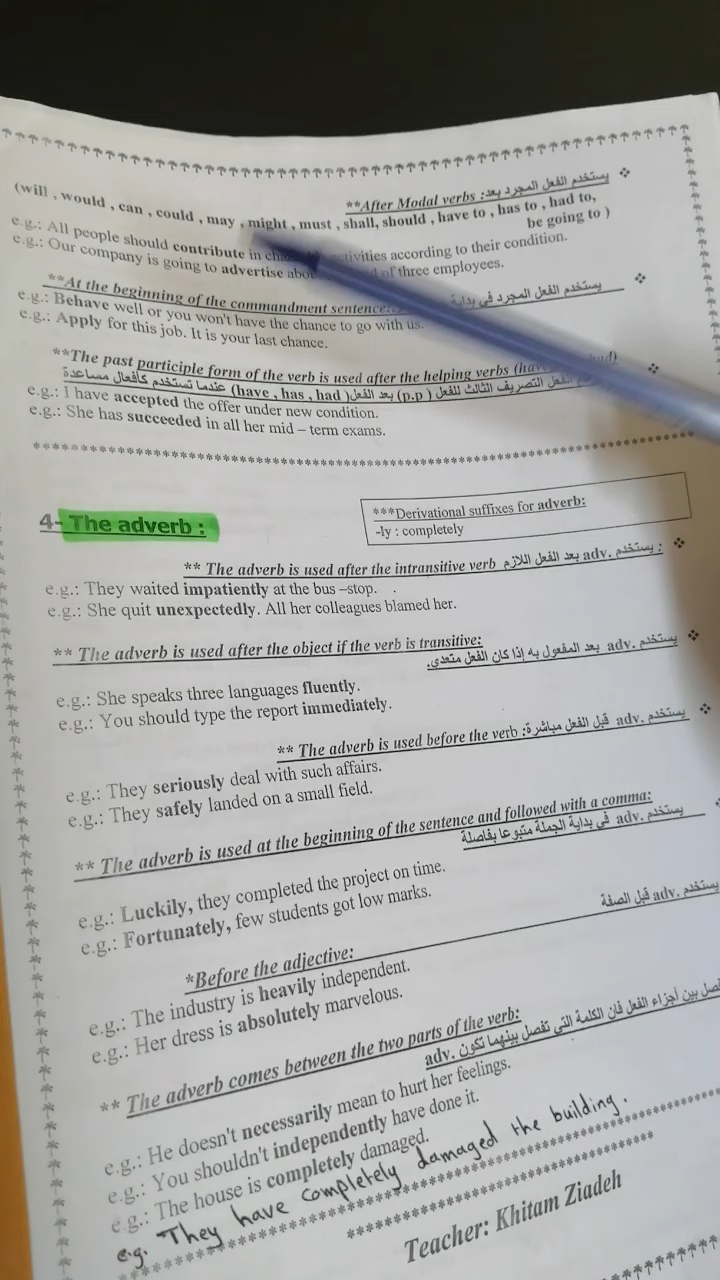 يستخدم الفعل المجرد بعد: **After Modal verbs
(will , would , can , could , may , might , must , shall, should , have to , has to , had to,
be going to )
e.g.: All people should contribute in activities according to their condition.
e.g.: Our company is going to advertise of three employees.
**At the beginning of the commandment sentence: يستخدم الفعل المجرد في بداية
e.g.: Behave well or you won't have the chance to go with us.
e.g.: Apply for this job. It is your last chance.
**The past participle form of the verb is used after the helping verbs
التصريف الثالث للفعل (p.p) بعد الفعل( have , has , had) عندما تستخدم كأفعال مساعدة
e.g.: I have accepted the offer under new condition.
e.g.: She has succeeded in all her mid – term exams.
4- The adverb :
***Derivational suffixes for adverb:
-ly : completely
** The adverb is used after the intransitive verb يستخدم .adv بعد الفعل اللازم :
e.g.: They waited impatiently at the bus –stop. .
e.g.: She quit unexpectedly. All her colleagues blamed her.
** The adverb is used after the object if the verb is transitive:
يستخدم .adv بعد المفعول به إذا كان الفعل متعدي.
e.g.: She speaks three languages fluently.
e.g.: You should type the report immediately.
** The adverb is used before the verb :يستخدم .adv قبل الفعل مباشرة
e.g.: They seriously deal with such affairs.
e.g.: They safely landed on a small field.
** The adverb is used at the beginning of the sentence and followed with a comma:
يستخدم .adv في بداية الجملة متبوعا بفاصلة
e.g.: Luckily, they completed the project on time.
e.g.: Fortunately, few students got low marks.
*Before the adjective: يستخدم .adv قبل الصفة
e.g.: The industry is heavily independent.
e.g.: Her dress is absolutely marvelous.
** The adverb comes between the two parts of the verb:
بين أجزاء الفعل فان الكلمة التي تفصل بينهما تكون .adv
e.g.: He doesn't necessarily mean to hurt her feelings.
e.g.: You shouldn't independently have done it.
e.g.: The house is completely damaged.
e.g. They have completely damaged the building.
Teacher: Khitam Ziadeh